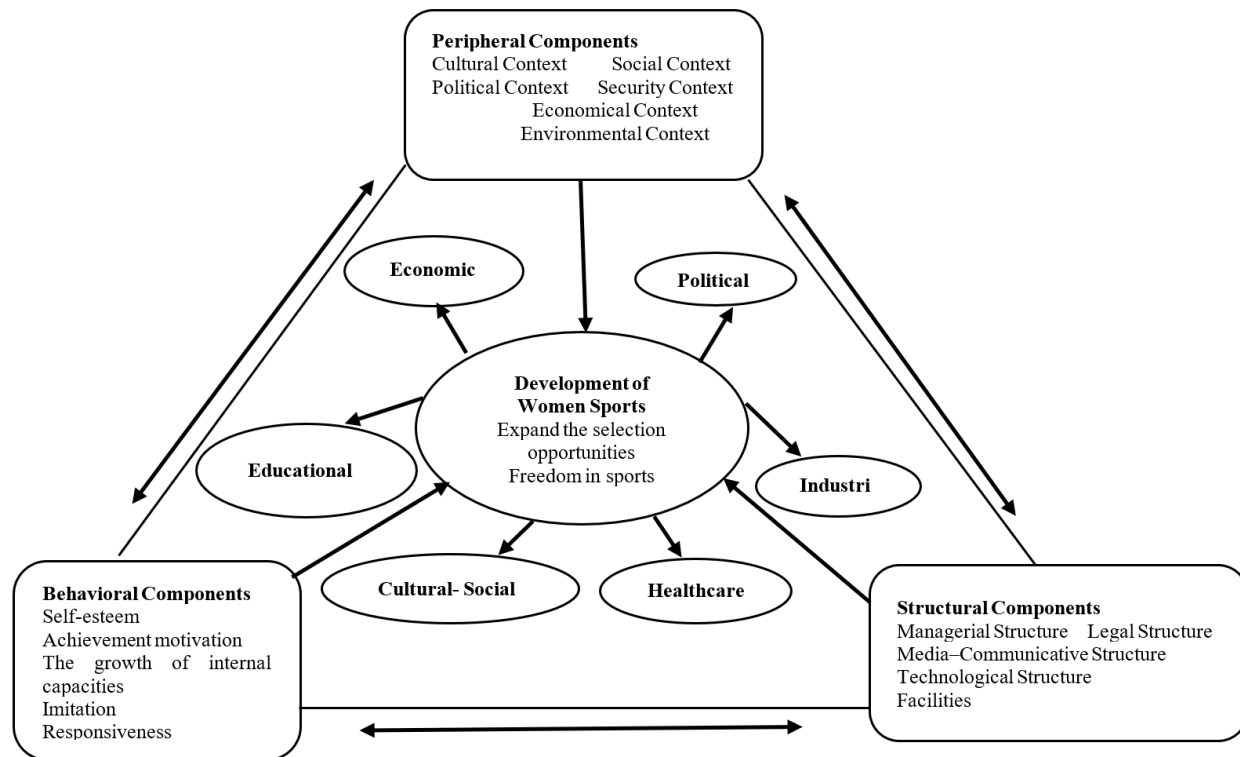 Peripheral Components
Cultural Context Social Context
Political Context Security Context
Economical Context
Environmental Context
Economic
Political
Development of
Women Sports
Expand the selection
opportunities
Freedom in sports
Educational
Industri
Cultural- Social
Healthcare
Behavioral Components
Self-esteem
Achievement motivation
The growth of internal
capacities
Imitation
Responsiveness
Structural Components
Managerial Structure Legal Structure
Media–Communicative Structure
Technological Structure
Facilities